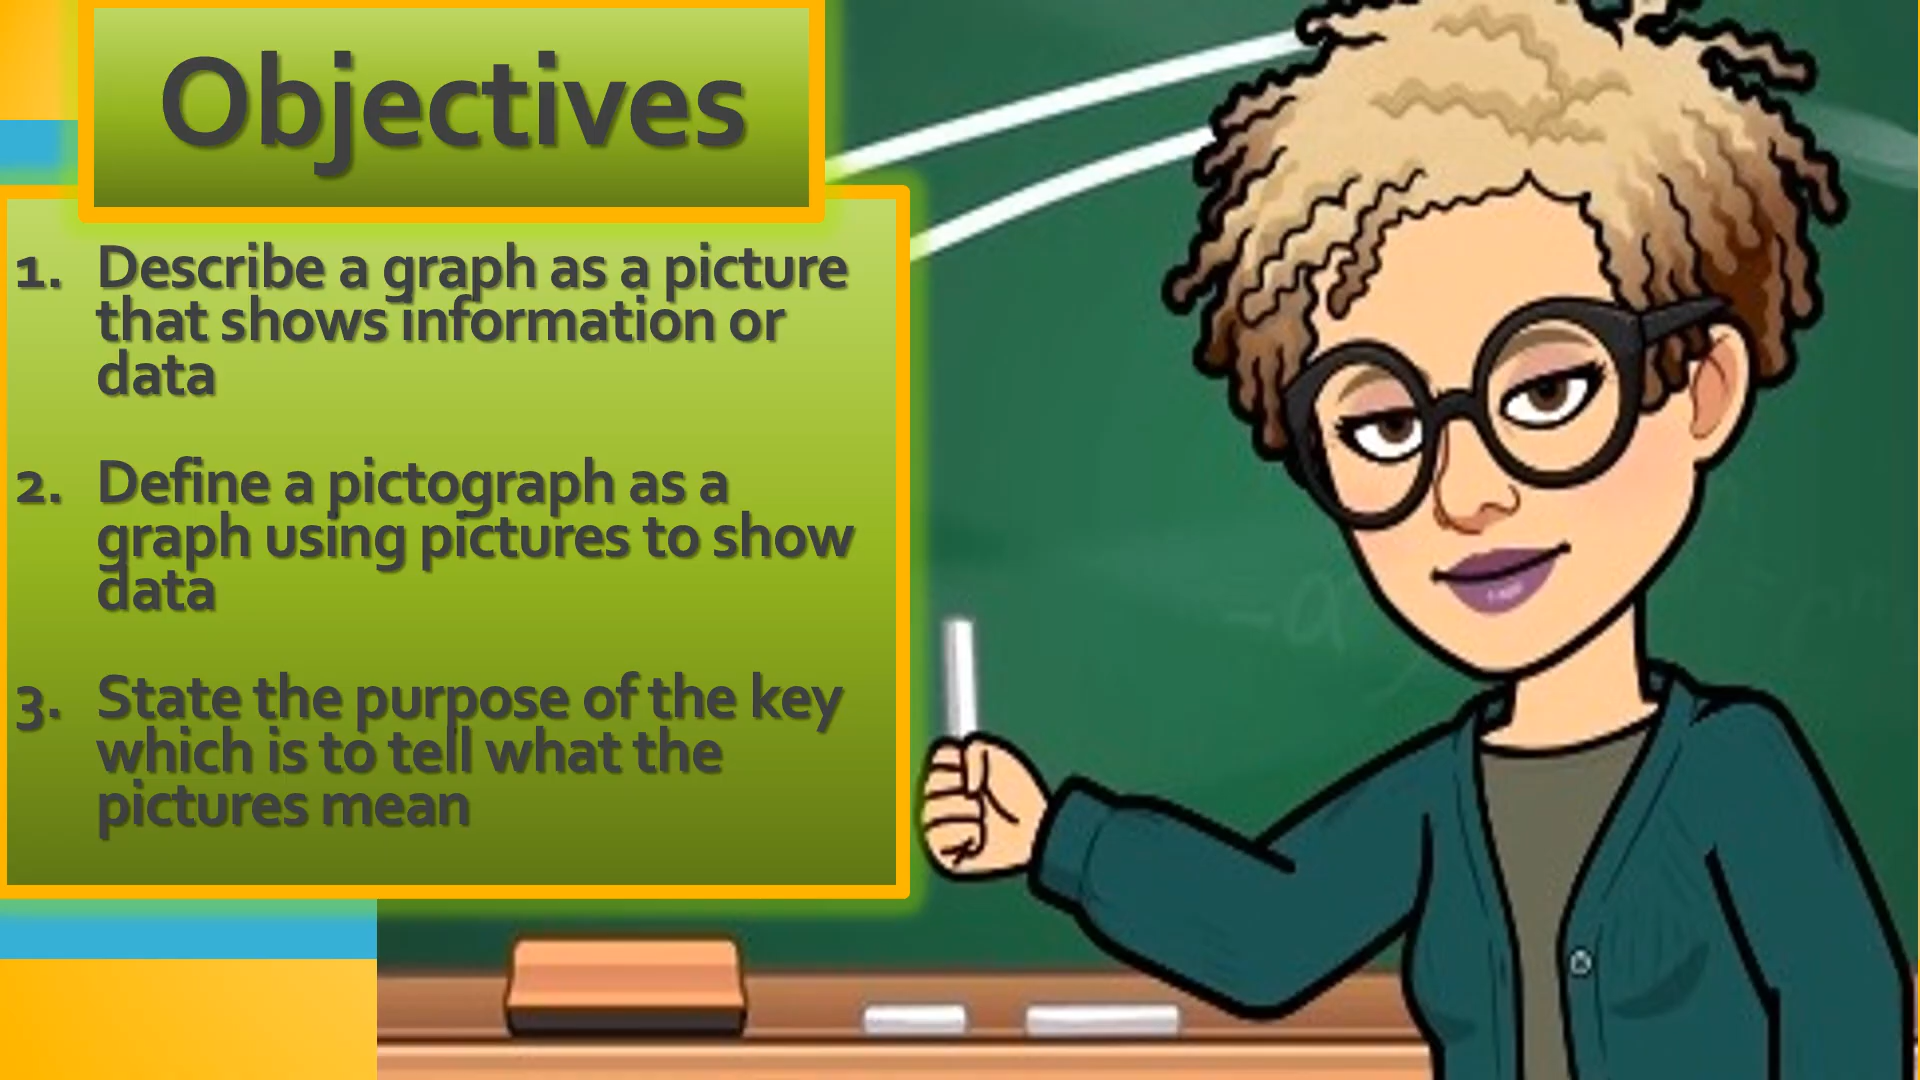 Objectives
1. Describe a graph as a picture
that shows information or
data
2. Define a pictograph as a
graph using pictures to show
data
3. State the purpose of the key
which is to tell what the
pictures mean